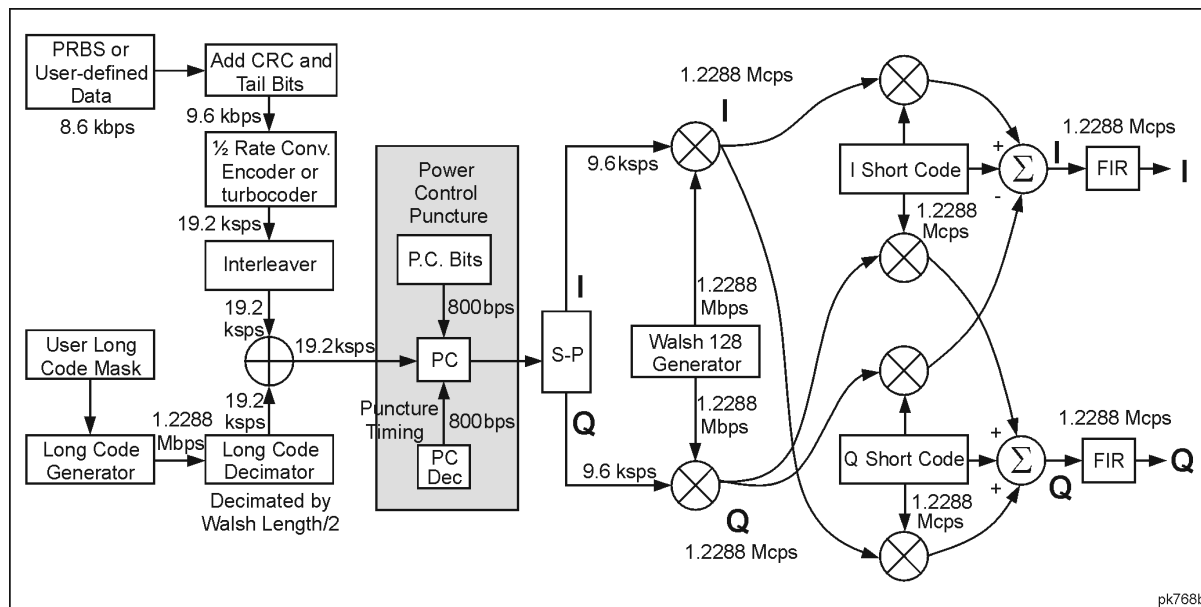 PRBS or
User-defined
Data
8.6 kbps
Add CRC and
Tail Bits
9.6 kbps
½ Rate Conv.
Encoder or
turbocoder
19.2 ksps
Interleaver
19.2
ksps
User Long
Code Mask
Long Code
Generator
1.2288
Mbps
19.2
ksps
Long Code
Decimator
Decimated by
Walsh Length/2
19.2ksps
Power
Control
Puncture
P.C. Bits
800bps
PC
Puncture
Timing
800bps
PC
Dec
S-P
I
Q
9.6ksps
9.6 ksps
1.2288 Mcps
I
1.2288
Mbps
Walsh 128
Generator
1.2288
Mbps
Q
1.2288 Mcps
I Short Code
1.2288
Mcps
Q Short Code
1.2288
Mcps
+
Σ
-
I
1.2288 Mcps
FIR
I
+
Σ
+
Q
1.2288 Mcps
FIR
Q
pk768b